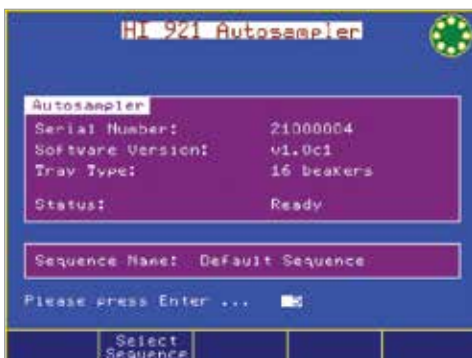 HI 921 Autosampler
Autosampler
Serial Number: 21000004
Software Version: v1.0c1
Tray Type: 16 beakers
Status: Ready
Sequence Name: Default Sequence
Please press Enter ...
Select
Sequence